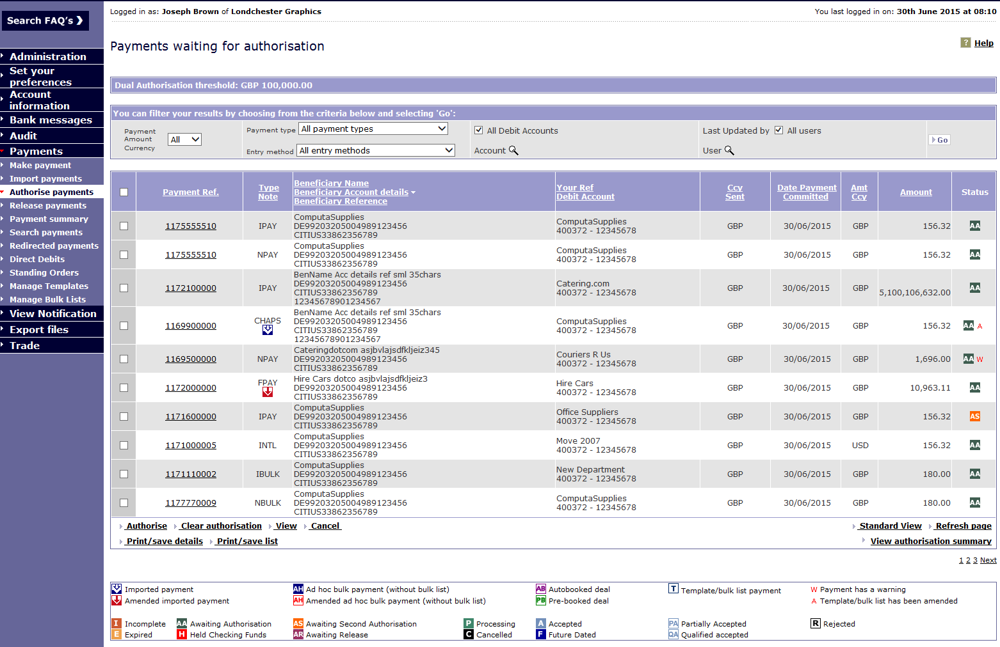 Search FAQ's ❯
Administration
Set your
preferences
Account
information
Bank messages
Audit
Payments
Make payment
Import payments
Authorise payments
Release payments
Payment summary
Search payments
Redirected payments
Direct Debits
Standing Orders
Manage Templates
Manage Bulk Lists
View Notification
Export files
Trade
Logged in as: Joseph Brown of Londchester Graphics
You last logged in on: 30th June 2015 at 08:10
Payments waiting for authorisation
? Help
Dual Authorisation threshold: GBP 100,000.00
You can filter your results by choosing from the criteria below and selecting 'Go':
Payment
Amount
Currency
All
Payment type All payment types
Entry method All entry methods
All Debit Accounts
Account
Last Updated by All users
User
Go
Payment Ref.
Type
Note
Beneficiary Name
Beneficiary Account details
Beneficiary Reference
Your Ref
Debit Account
Ccy
Sent
Date Payment
Committed
Amt
Ccy
Amount
Status
1175555510
IPAY
ComputaSupplies
DE99203205004989123456
CITIUS33862356789
ComputaSupplies
400372 - 12345678
GBP
30/06/2015
GBP
156.32
AA
1175555510
NPAY
ComputaSupplies
DE99203205004989123456
CITIUS33862356789
ComputaSupplies
400372 - 12345678
GBP
30/06/2015
GBP
156.32
AA
1172100000
IPAY
BenName Acc details ref sml 35chars
DE99203205004989123456
CITIUS33862356789
12345678901234567
Catering.com
400372 - 12345678
GBP
30/06/2015
GBP
5,100,106,632.00
AA
1169900000
CHAPS
BenName Acc details ref sml 35chars
DE99203205004989123456
CITIUS33862356789
12345678901234567
ComputaSupplies
400372 - 12345678
GBP
30/06/2015
GBP
156.32
AA A
1169500000
NPAY
Cateringdotcom asjbvlajsdfkljeiz345
DE99203205004989123456
CITIUS33862356789
Couriers R Us
400372 - 12345678
GBP
30/06/2015
GBP
1,696.00
AA W
1172000000
FPAY
Hire Cars dotco asjbvlajsdfkljeiz3
DE99203205004989123456
CITIUS33862356789
Hire Cars
400372 - 12345678
GBP
30/06/2015
GBP
10,963.11
AA
1171600000
IPAY
ComputaSupplies
DE99203205004989123456
CITIUS33862356789
Office Suppliers
400372 - 12345678
GBP
30/06/2015
GBP
156.32
AS
1171000005
INTL
ComputaSupplies
DE99203205004989123456
CITIUS33862356789
Move 2007
400372 - 12345678
GBP
30/06/2015
USD
156.32
AA
1171110002
IBULK
ComputaSupplies
DE99203205004989123456
CITIUS33862356789
New Department
400372 - 12345678
GBP
30/06/2015
GBP
180.00
AA
1177770009
NBULK
ComputaSupplies
DE99203205004989123456
CITIUS33862356789
ComputaSupplies
400372 - 12345678
GBP
30/06/2015
GBP
180.00
AA
Authorise Clear authorisation View Cancel
Standard View Refresh page
Print/save details Print/save list
View authorisation summary
1 2 3 Next
Imported payment
AH Ad hoc bulk payment (without bulk list)
AB Autobooked deal
T Template/bulk list payment
W Payment has a warning
Amended imported payment
AH Amended ad hoc bulk payment (without bulk list)
PB Pre-booked deal
A Template/bulk list has been amended
I Incomplete
AA Awaiting Authorisation
AS Awaiting Second Authorisation
P Processing
A Accepted
PA Partially Accepted
R Rejected
E Expired
H Held Checking Funds
AR Awaiting Release
C Cancelled
F Future Dated
QA Qualified accepted